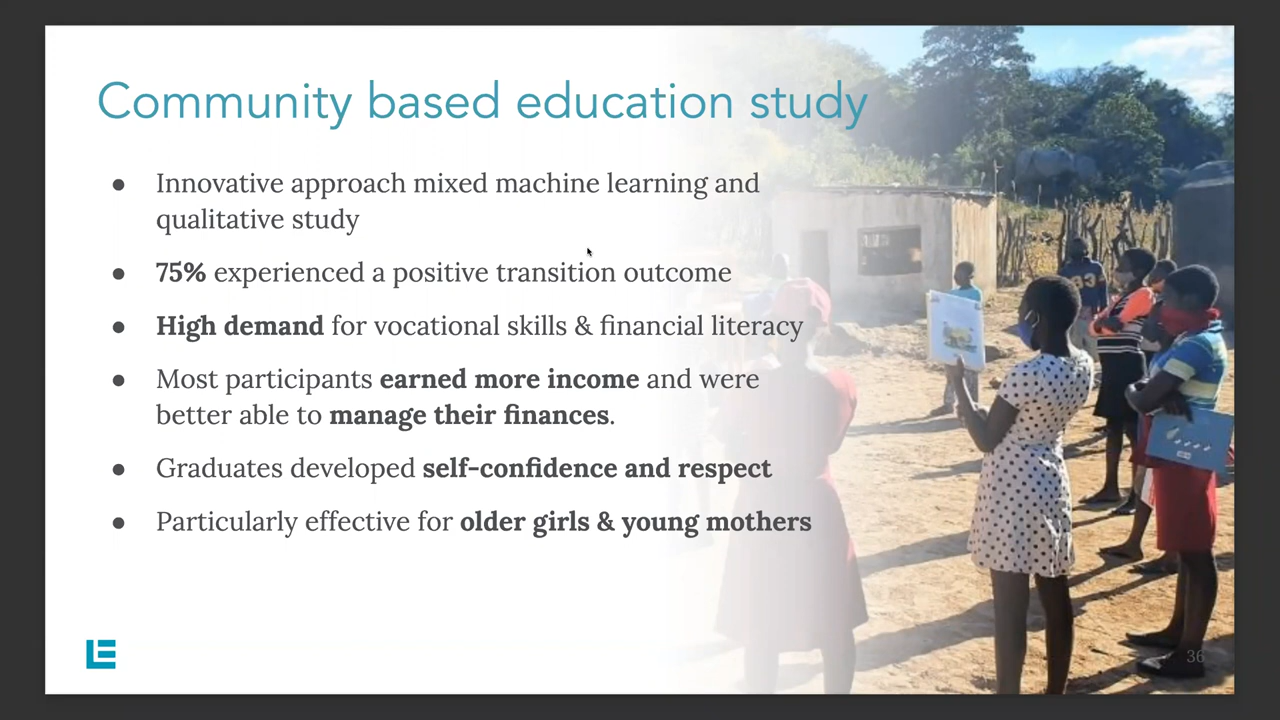 Community based education study
● Innovative approach mixed machine learning and
qualitative study
● 75% experienced a positive transition outcome
● High demand for vocational skills & financial literacy
● Most participants earned more income and were
better able to manage their finances.
● Graduates developed self-confidence and respect
● Particularly effective for older girls & young mothers
LE
36